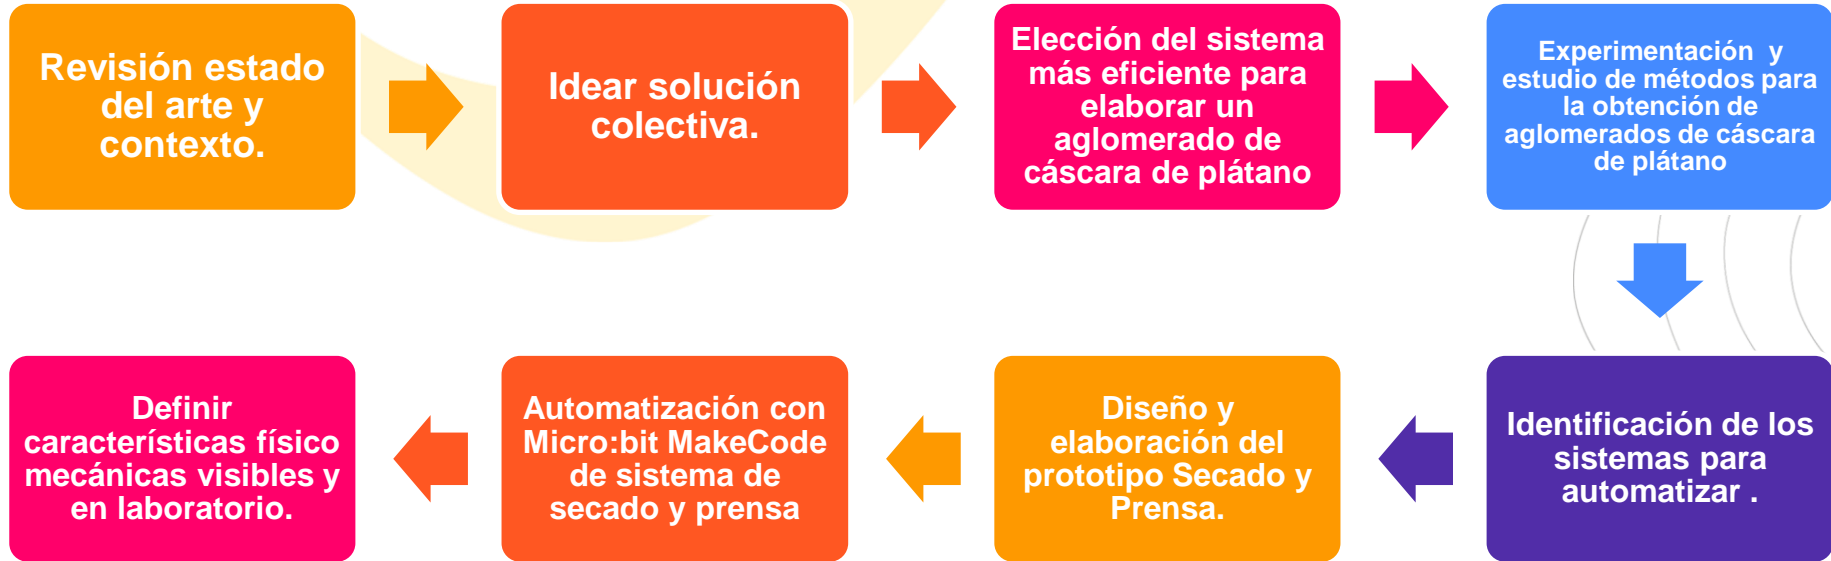 Revisión estado
del arte y
contexto.
Idear solución
colectiva.
Elección del sistema
más eficiente para
elaborar un
aglomerado de
cáscara de plátano
Experimentación y
estudio de métodos para
la obtención de
aglomerados de cáscara
de plátano
Identificación de los
sistemas para
automatizar .
Diseño y
elaboración del
prototipo Secado y
Prensa.
Automatización con
Micro:bit MakeCode
de sistema de
secado y prensa
Definir
características físico
mecánicas visibles y
en laboratorio.